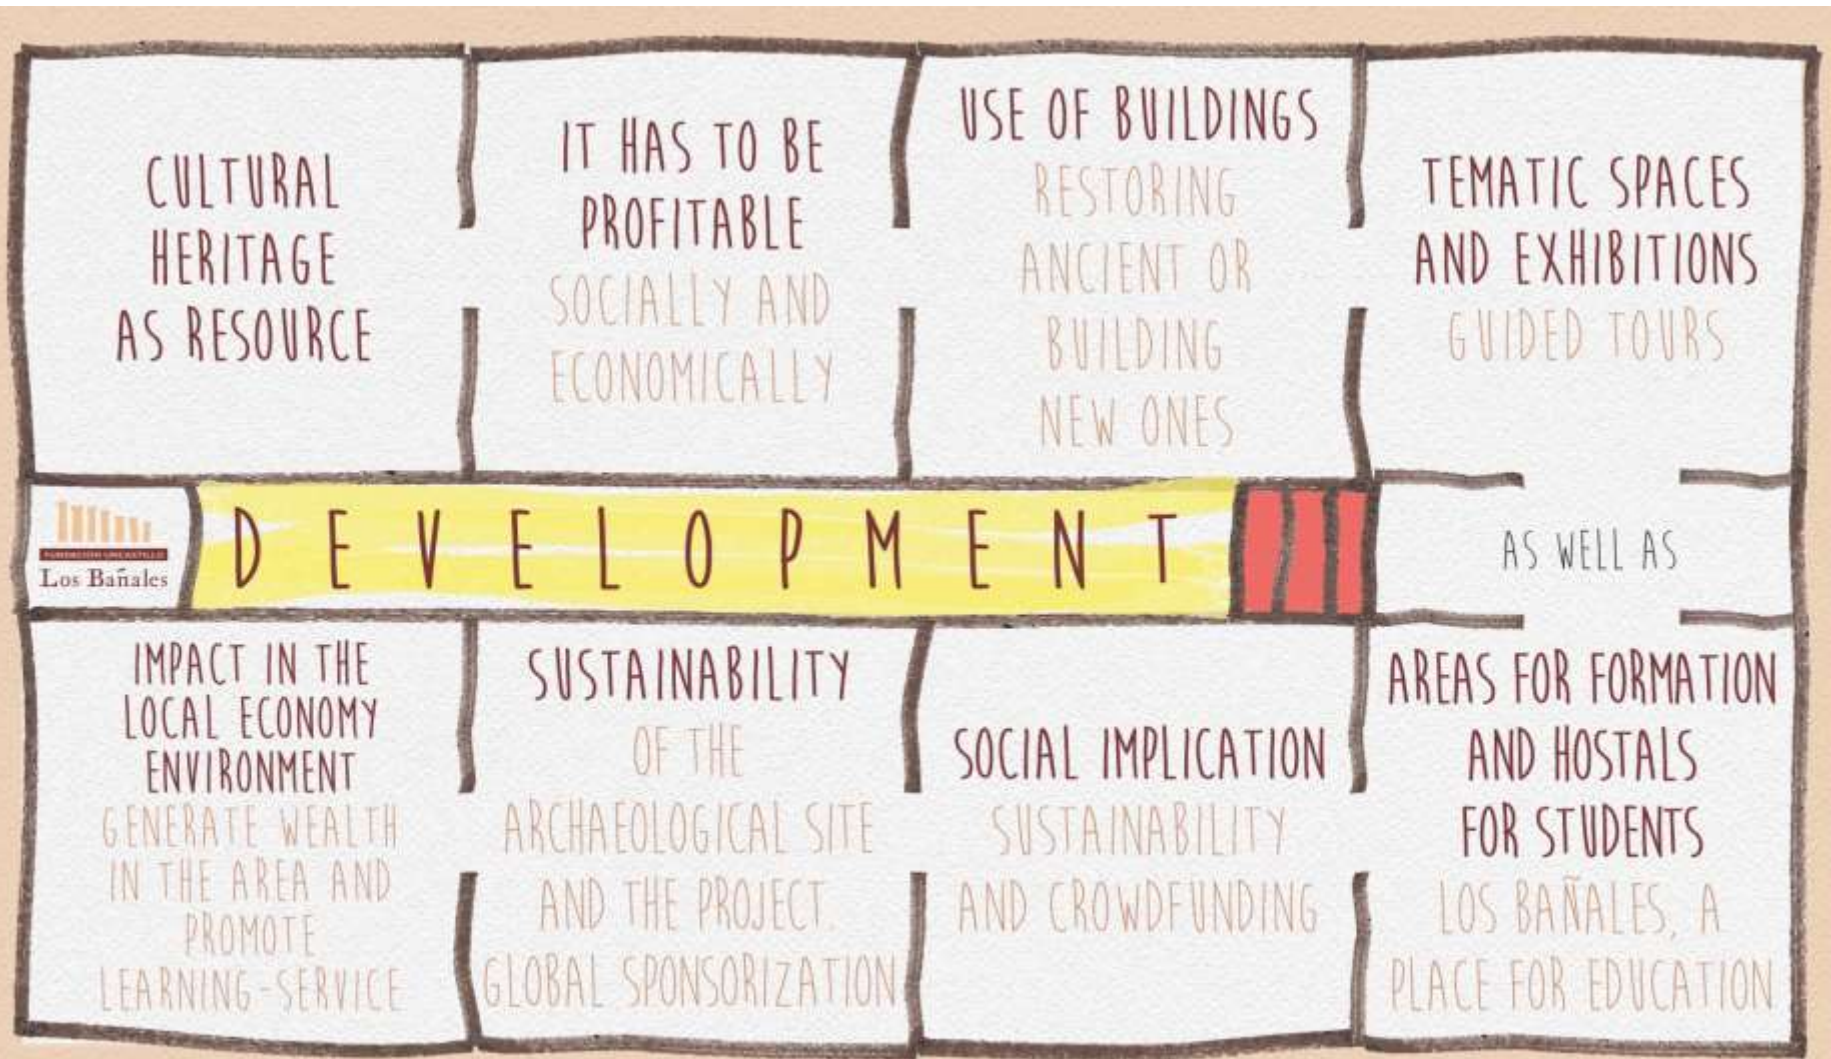 CULTURAL
HERITAGE
AS RESOURCE
IT HAS TO BE
PROFITABLE
SOCIALLY AND
ECONOMICALLY
USE OF BUILDINGS
RESTORING
ANCIENT OR
BUILDING
NEW ONES
TEMATIC SPACES
AND EXHIBITIONS
GUIDED TOURS
FUNDACIÓN UNCASTILLO
Los Bañales
DEVELOPMENT
AS WELL AS
IMPACT IN THE
LOCAL ECONOMY
ENVIRONMENT
GENERATE WEALTH
IN THE AREA AND
PROMOTE
LEARNING-SERVICE
SUSTAINABILITY
OF THE
ARCHAEOLOGICAL SITE
AND THE PROJECT.
GLOBAL SPONSORIZATION
SOCIAL IMPLICATION
SUSTAINABILITY
AND CROWDFUNDING
AREAS FOR FORMATION
AND HOSTALS
FOR STUDENTS
LOS BAÑALES, A
PLACE FOR EDUCATION